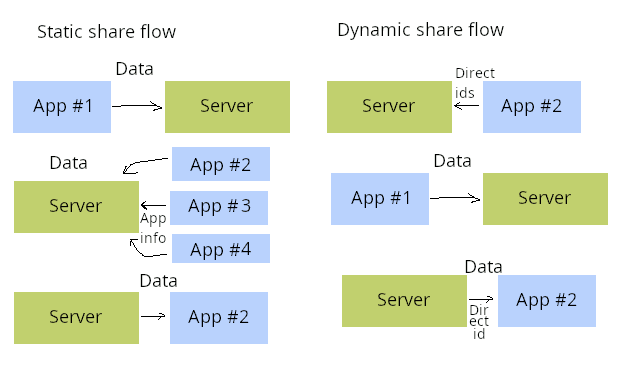 Static share flow
Data
App #1
Server
Data
App #2
Server
App #3
App
info
App #4
Data
Server
App #2
Dynamic share flow
Direct
ids
Server
App #2
Data
App #1
Server
Data
Server
App #2
Dir
ect
id